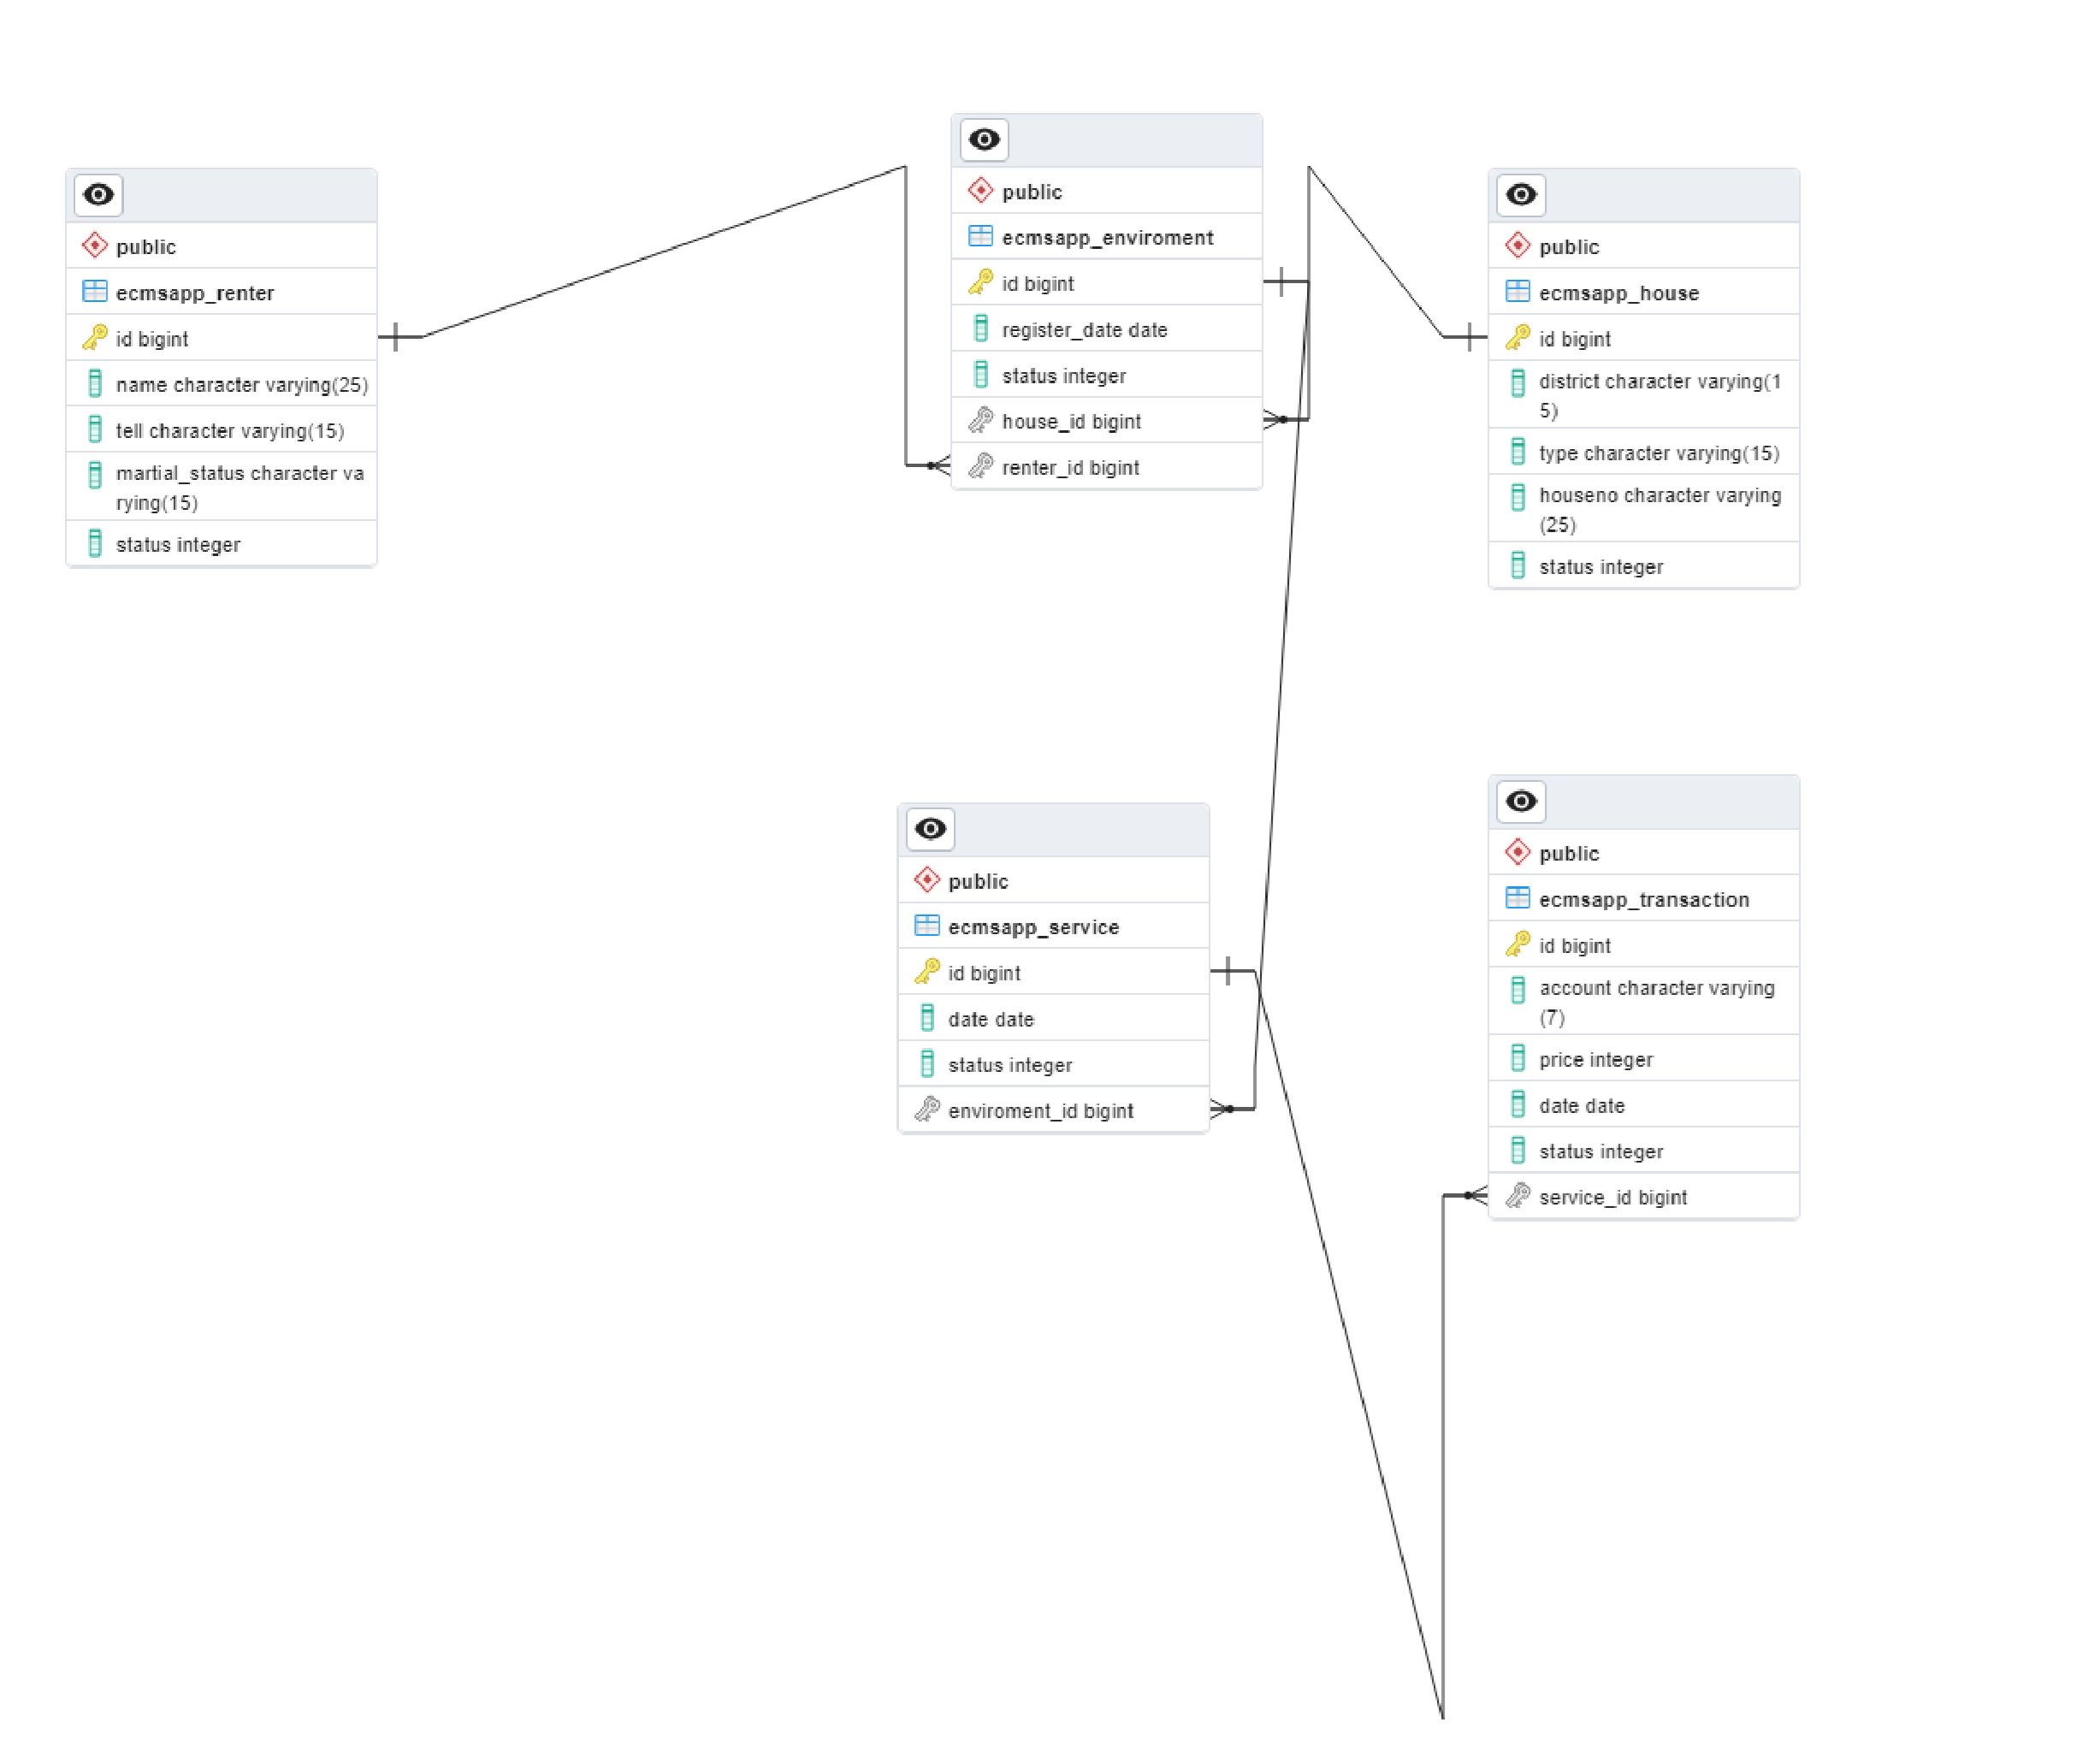 public
ecmsapp_renter
id bigint
name character varying(25)
tell character varying(15)
martial_status character va
rying(15)
status integer
public
ecmsapp_enviroment
id bigint
register_date date
status integer
house_id bigint
renter_id bigint
public
ecmsapp_house
id bigint
district character varying(1
5)
type character varying(15)
houseno character varying
(25)
status integer
public
ecmsapp_service
id bigint
date date
status integer
enviroment_id bigint
public
ecmsapp_transaction
id bigint
account character varying
(7)
price integer
date date
status integer
service_id bigint